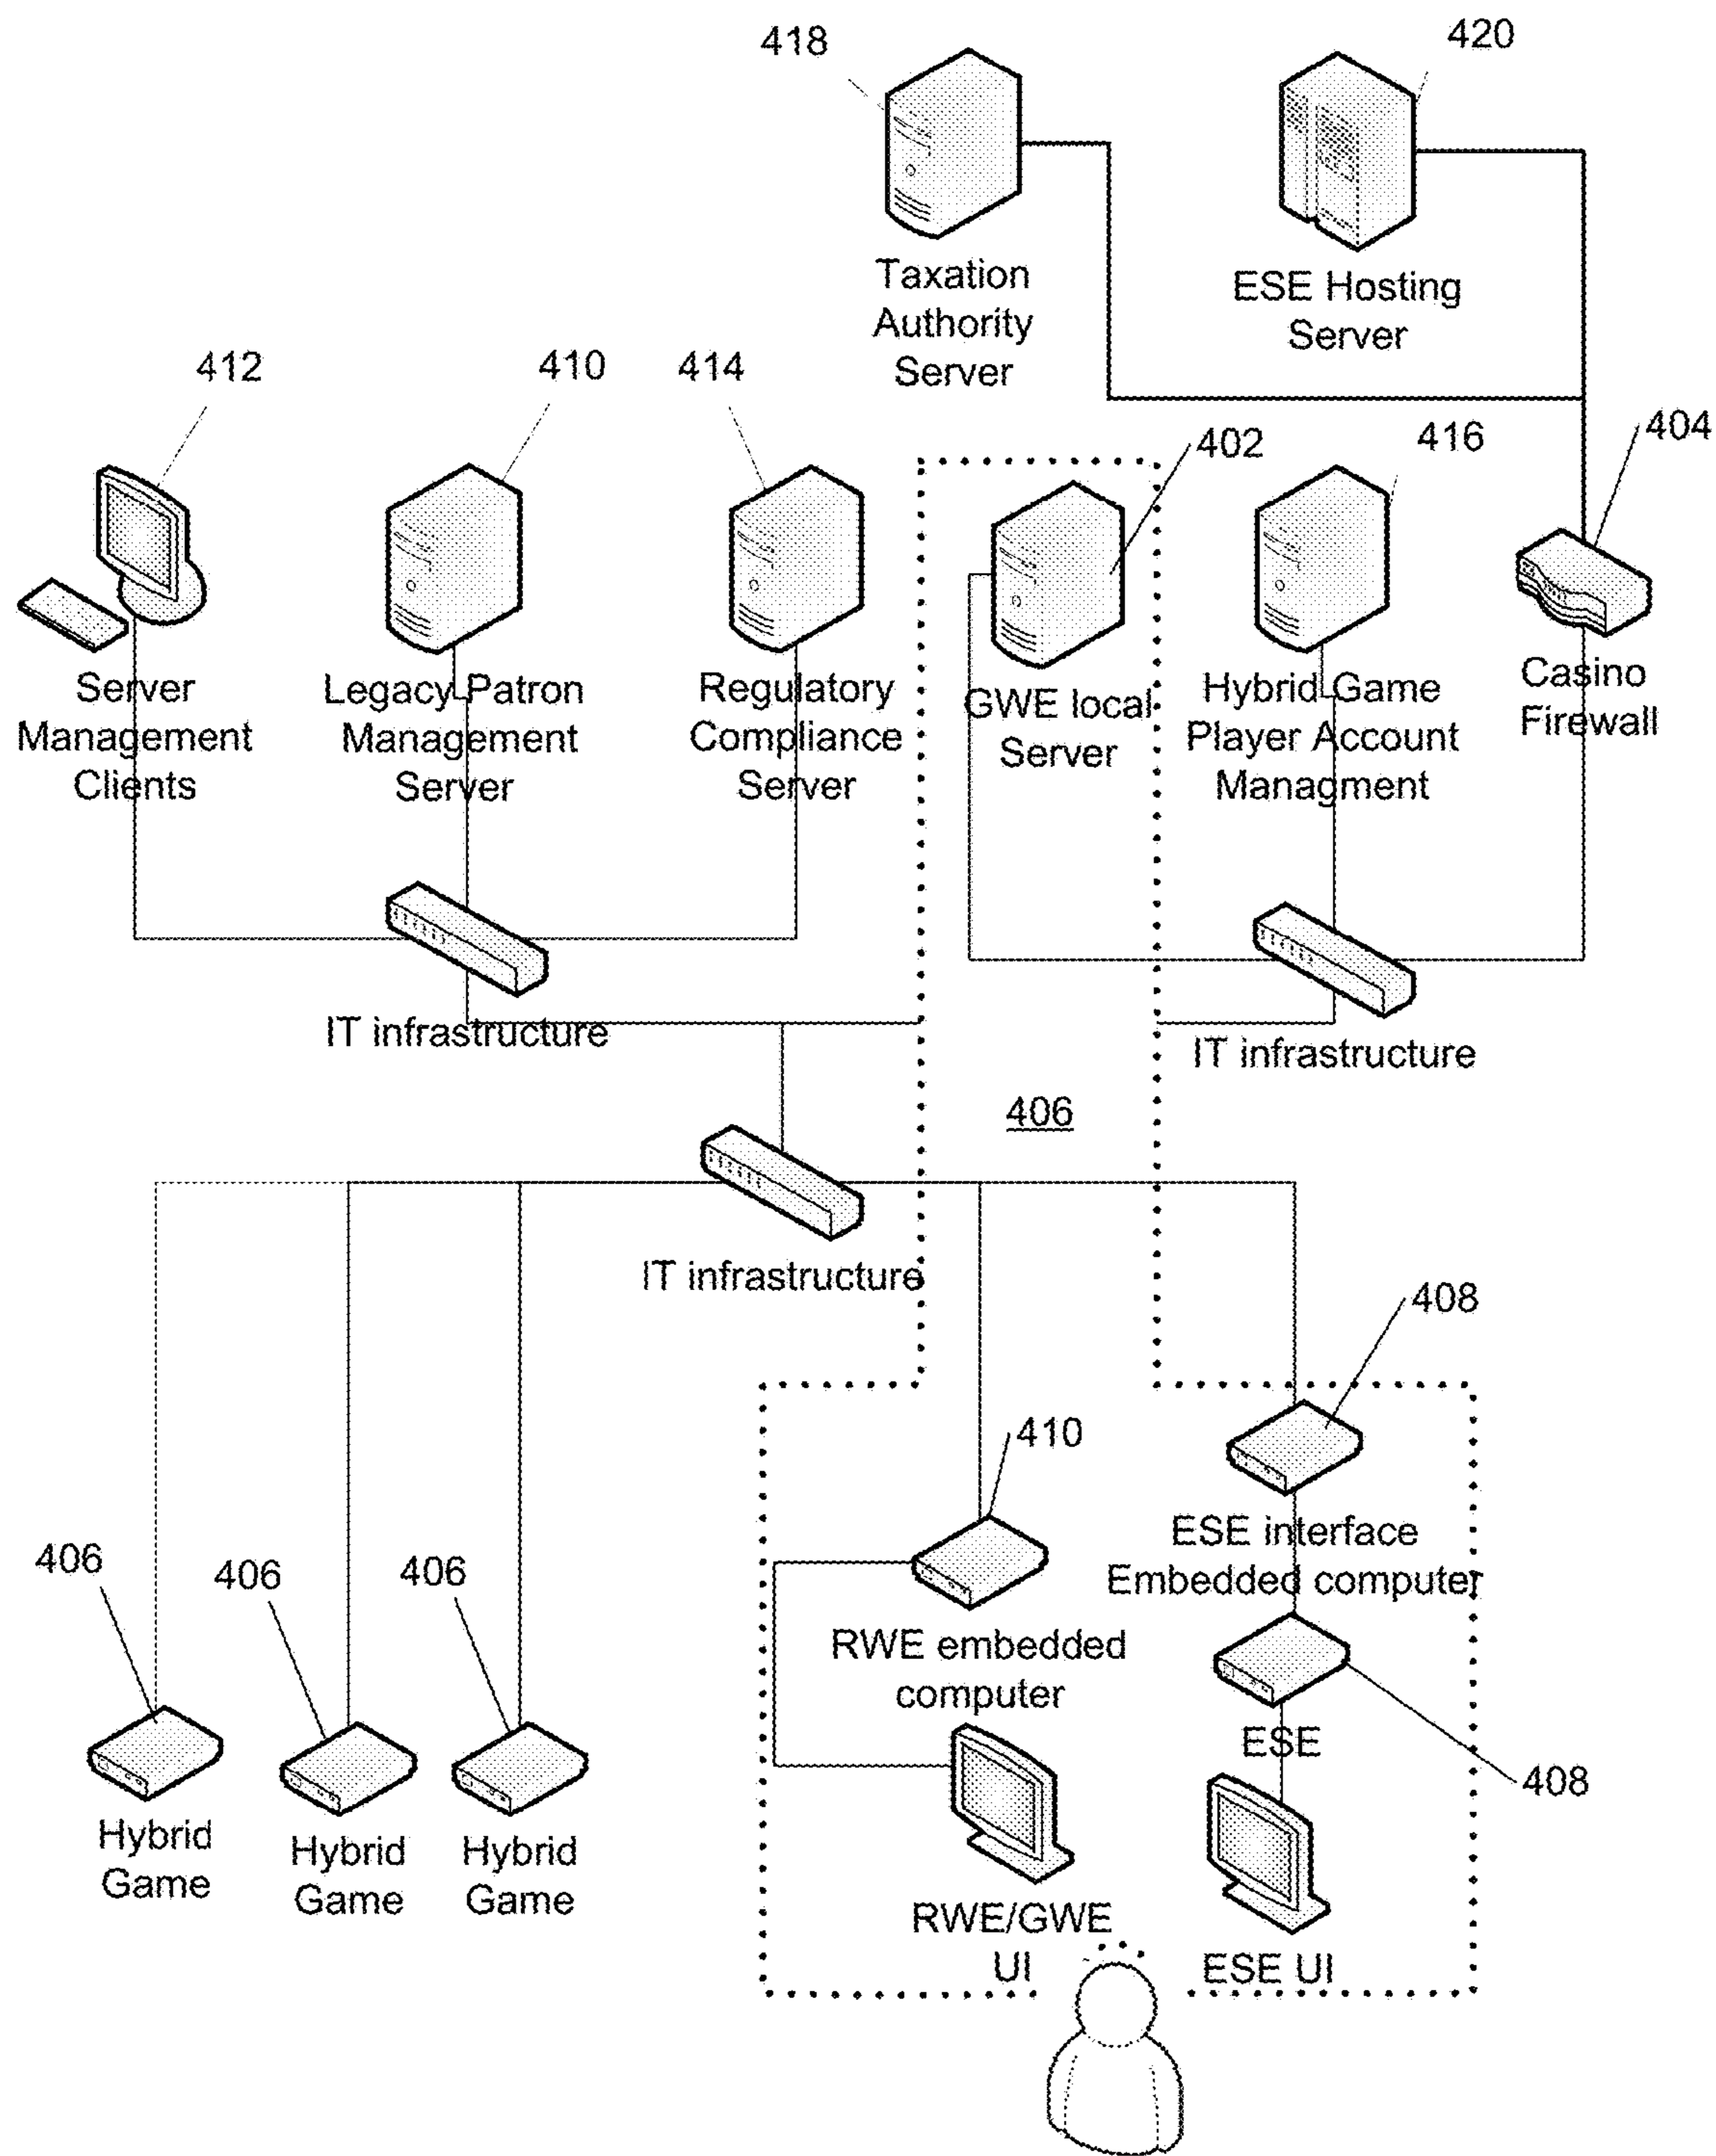 418
420
Taxation
Authority
Server
ESE Hosting
Server
412
410
414
402
416
404
Server
Management
Clients
Legacy Patron
Management
Server
Regulatory
Compliance
Server
GWE local
Server
Hybrid Game
Player Account
Managment
Casino
Firewall
IT infrastructure
IT infrastructure
406
IT infrastructure
408
410
ESE interface
Embedded computer
406
406
406
RWE embedded
computer
ESE
408
Hybrid
Game
Hybrid
Game
Hybrid
Game
RWE/GWE
UI
ESE UI